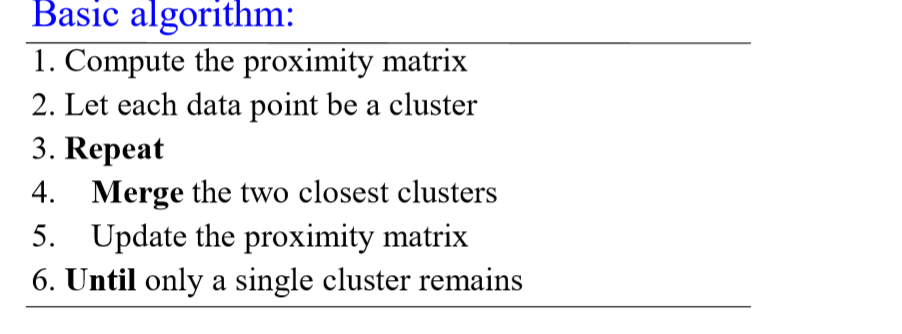 Basic algorithm:
1. Compute the proximity matrix
2. Let each data point be a cluster
3. Repeat
4. Merge the two closest clusters
5. Update the proximity matrix
6. Until only a single cluster remains